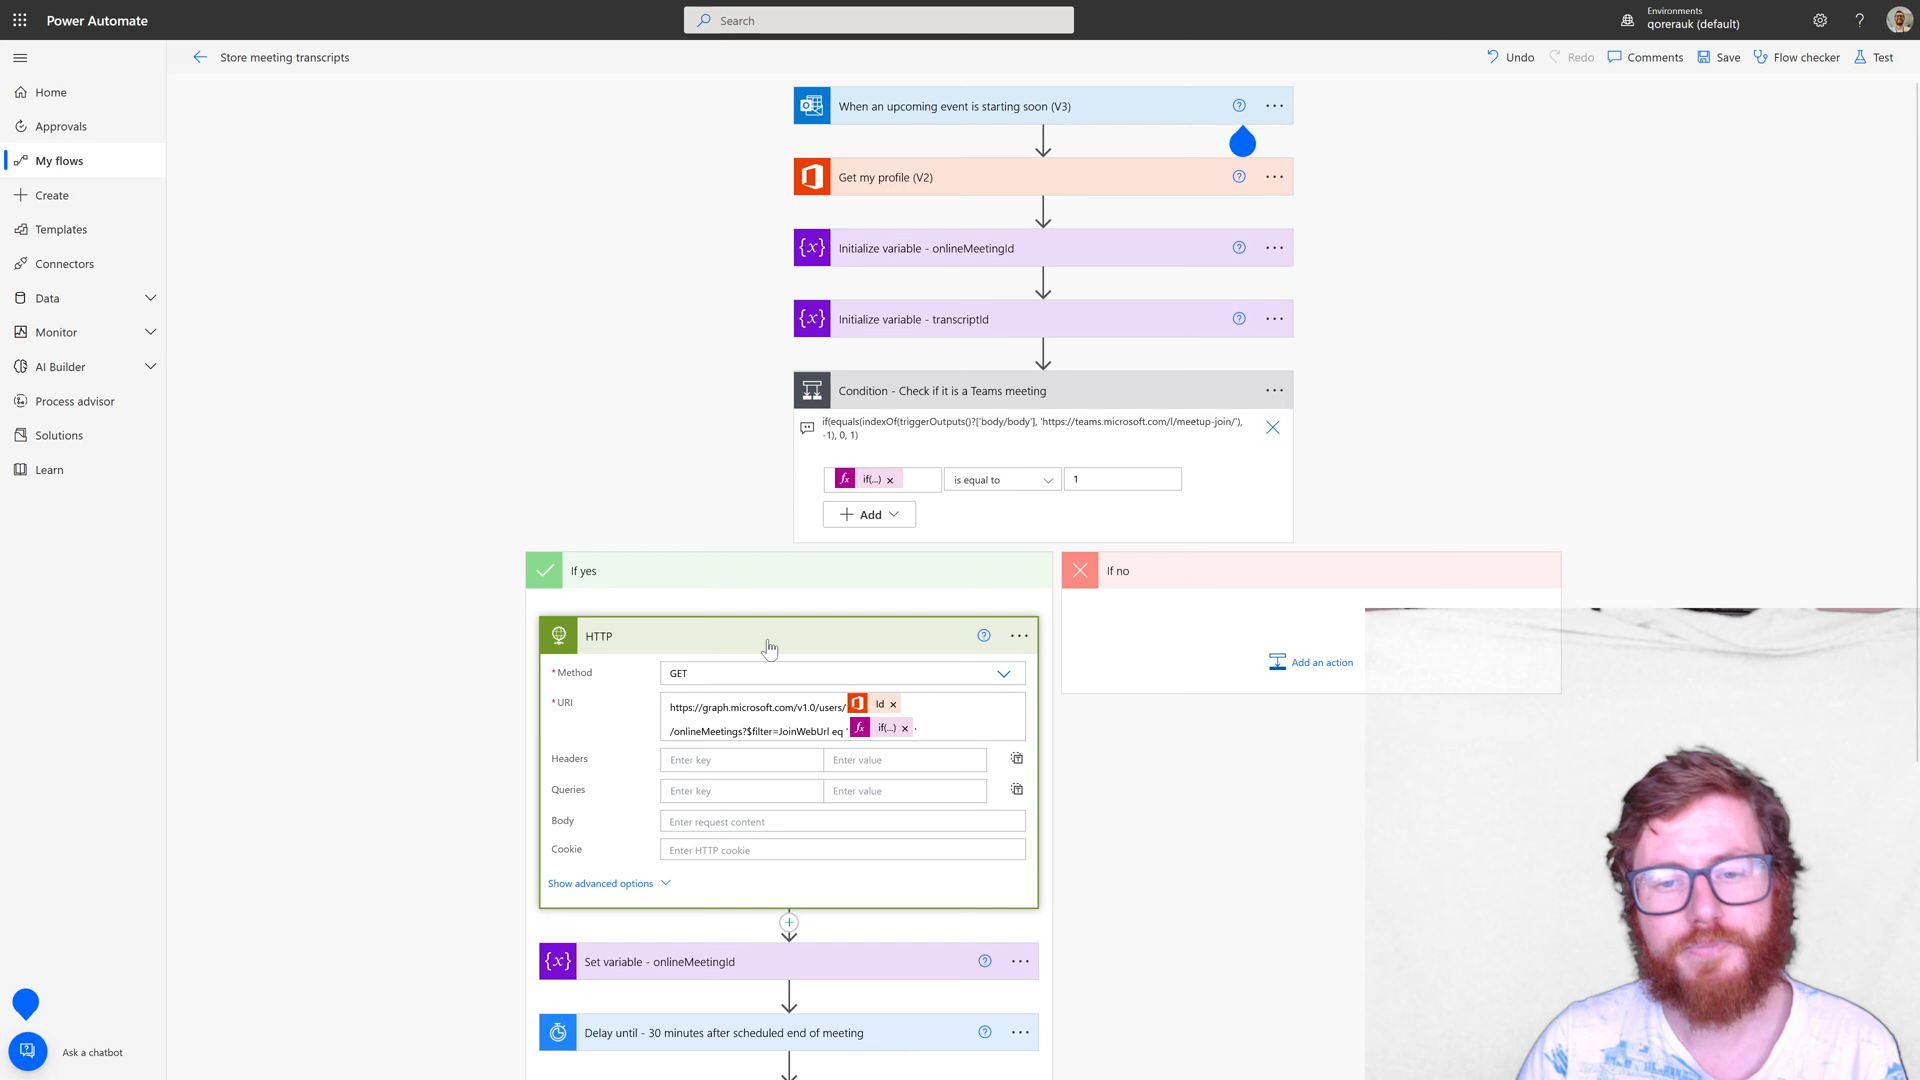 Power Automate
Search
Environments
qorerauk (default)
Store meeting transcripts
Undo
Redo
Comments
Save
Flow checker
Test
Home
Approvals
My flows
Create
Templates
Connectors
Data
Monitor
AI Builder
Process advisor
Solutions
Learn
Ask a chatbot
When an upcoming event is starting soon (V3)
Get my profile (V2)
{x} Initialize variable - onlineMeetingId
{x} Initialize variable - transcriptId
Condition - Check if it is a Teams meeting
if(equals(indexOf(triggerOutputs()?['body/body'], 'https://teams.microsoft.com/l/meetup-join/'),
-1), 0, 1)
fx if(...) × is equal to 1
Add
If yes
If no
Add an action
HTTP
* Method GET
* URI https://graph.microsoft.com/v1.0/users/ Id ×
/onlineMeetings?$filter=JoinWebUrl eq ' fx if(...) × '
Headers Enter key Enter value
Queries Enter key Enter value
Body Enter request content
Cookie Enter HTTP cookie
Show advanced options
{x} Set variable - onlineMeetingId
Delay until - 30 minutes after scheduled end of meeting